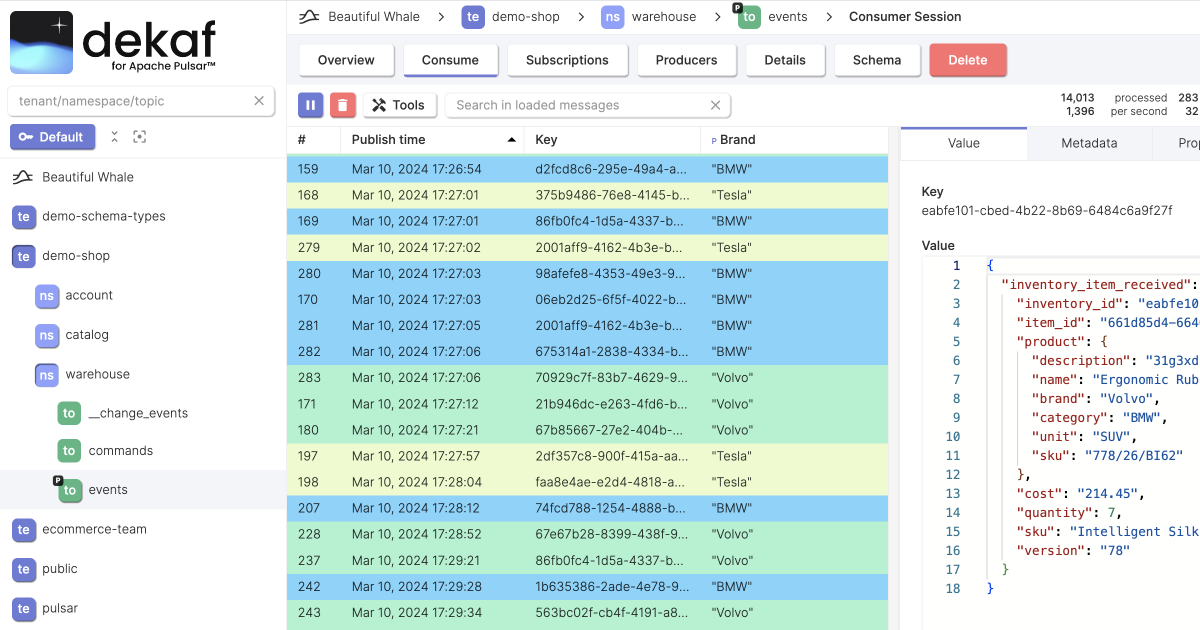 dekaf
for Apache Pulsar™
tenant/namespace/topic
Default
Beautiful Whale
te demo-schema-types
te demo-shop
ns account
ns catalog
ns warehouse
to __change_events
to commands
P to events
te ecommerce-team
te public
te pulsar
Beautiful Whale > te demo-shop > ns warehouse > P to events > Consumer Session
Overview Consume Subscriptions Producers Details Schema Delete
Tools Search in loaded messages
14,013 processed 283
1,396 per second 32
# Publish time Key P Brand
159 Mar 10, 2024 17:26:54 d2fcd8c6-295e-49a4-a... "BMW"
168 Mar 10, 2024 17:27:01 375b9486-76e8-4145-b... "Tesla"
169 Mar 10, 2024 17:27:01 86fb0fc4-1d5a-4337-b... "BMW"
279 Mar 10, 2024 17:27:02 2001aff9-4162-4b3e-b... "Tesla"
280 Mar 10, 2024 17:27:03 98afefe8-4353-49e3-9... "BMW"
170 Mar 10, 2024 17:27:03 06eb2d25-6f5f-4022-b... "BMW"
281 Mar 10, 2024 17:27:05 2001aff9-4162-4b3e-b... "BMW"
282 Mar 10, 2024 17:27:06 675314a1-2838-4334-b... "BMW"
283 Mar 10, 2024 17:27:06 70929c7f-83b7-4629-9... "Volvo"
171 Mar 10, 2024 17:27:12 21b946dc-e263-4fd6-b... "Volvo"
180 Mar 10, 2024 17:27:21 67b85667-27e2-404b-... "Volvo"
197 Mar 10, 2024 17:27:57 2df357c8-900f-415a-aa... "Tesla"
198 Mar 10, 2024 17:28:04 faa8e4ae-e2d4-4818-a... "Tesla"
207 Mar 10, 2024 17:28:12 74fcd788-1254-4888-b... "BMW"
228 Mar 10, 2024 17:28:52 67e67b28-8399-438f-9... "Volvo"
237 Mar 10, 2024 17:29:21 86fb0fc4-1d5a-4337-b... "Volvo"
242 Mar 10, 2024 17:29:28 1b635386-2ade-4e78-9... "BMW"
243 Mar 10, 2024 17:29:34 563bc02f-cb4f-4191-a8... "Volvo"
Value Metadata Prop
Key
eabfe101-cbed-4b22-8b69-6484c6a9f27f
Value
1 {
2 "inventory_item_received":
3 "inventory_id": "eabfe10
4 "item_id": "661d85d4-664
5 "product": {
6 "description": "31g3xd
7 "name": "Ergonomic Rub
8 "brand": "Volvo",
9 "category": "BMW",
10 "unit": "SUV",
11 "sku": "778/26/BI62"
12 },
13 "cost": "214.45",
14 "quantity": 7,
15 "sku": "Intelligent Silk
16 "version": "78"
17 }
18 }